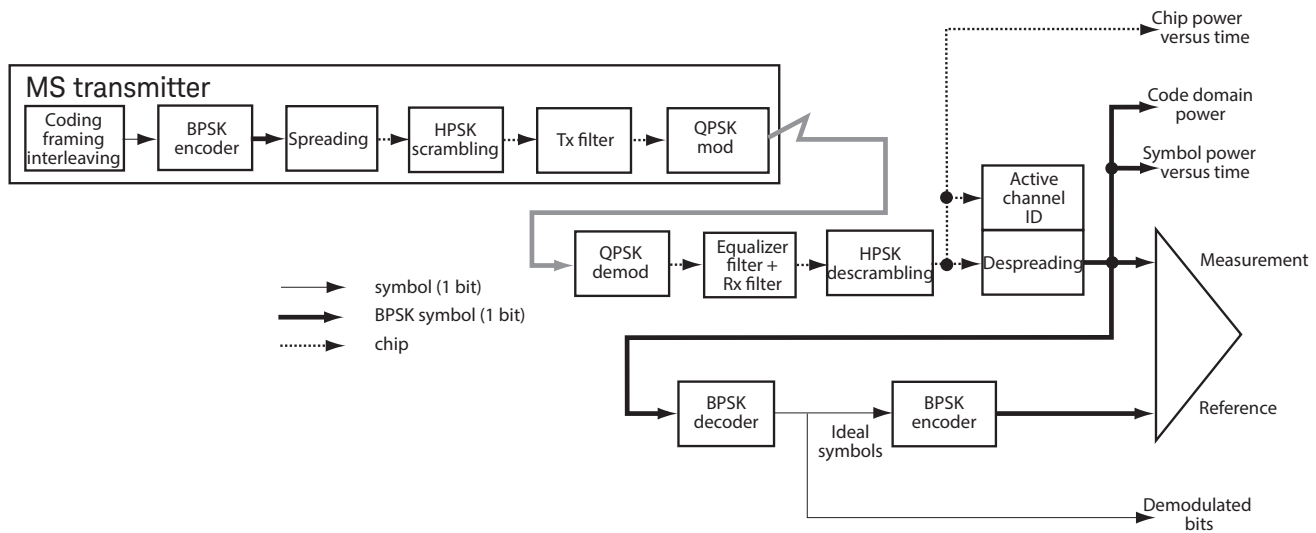 Chip power
versus time
MS transmitter
Coding
framing
interleaving
BPSK
encoder
Spreading
HPSK
scrambling
Tx filter
QPSK
mod
Code domain
power
Symbol power
versus time
Active
channel
ID
QPSK
demod
Equalizer
filter +
Rx filter
HPSK
descrambling
Despreading
Measurement
symbol (1 bit)
BPSK symbol (1 bit)
chip
BPSK
decoder
Ideal
symbols
BPSK
encoder
Reference
Demodulated
bits